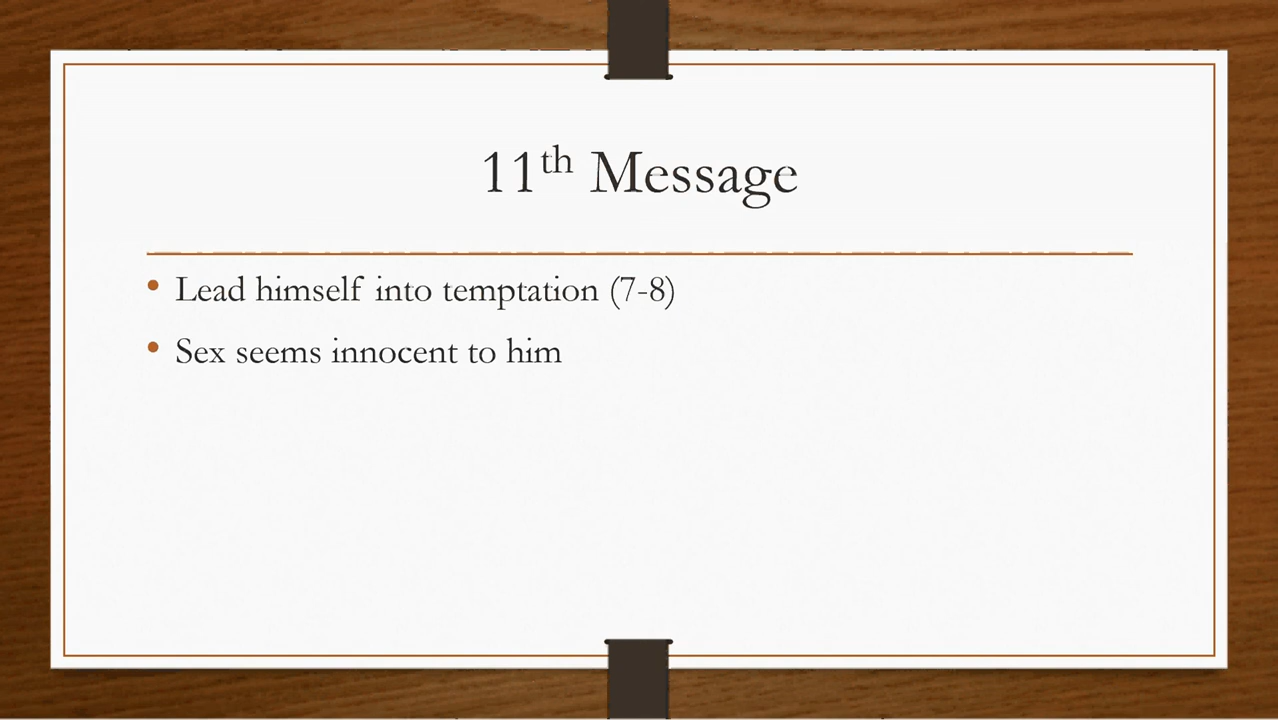 11th Message
• Lead himself into temptation (7-8)
• Sex seems innocent to him